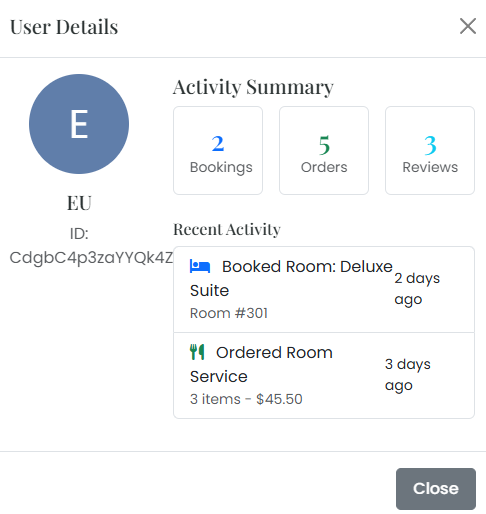 User Details
E
EU
ID:
CdgbC4p3zaYYQk4Z
Activity Summary
2
Bookings
5
Orders
3
Reviews
Recent Activity
Booked Room: Deluxe
Suite
Room #301
2 days
ago
Ordered Room
Service
3 items - $45.50
3 days
ago
Close